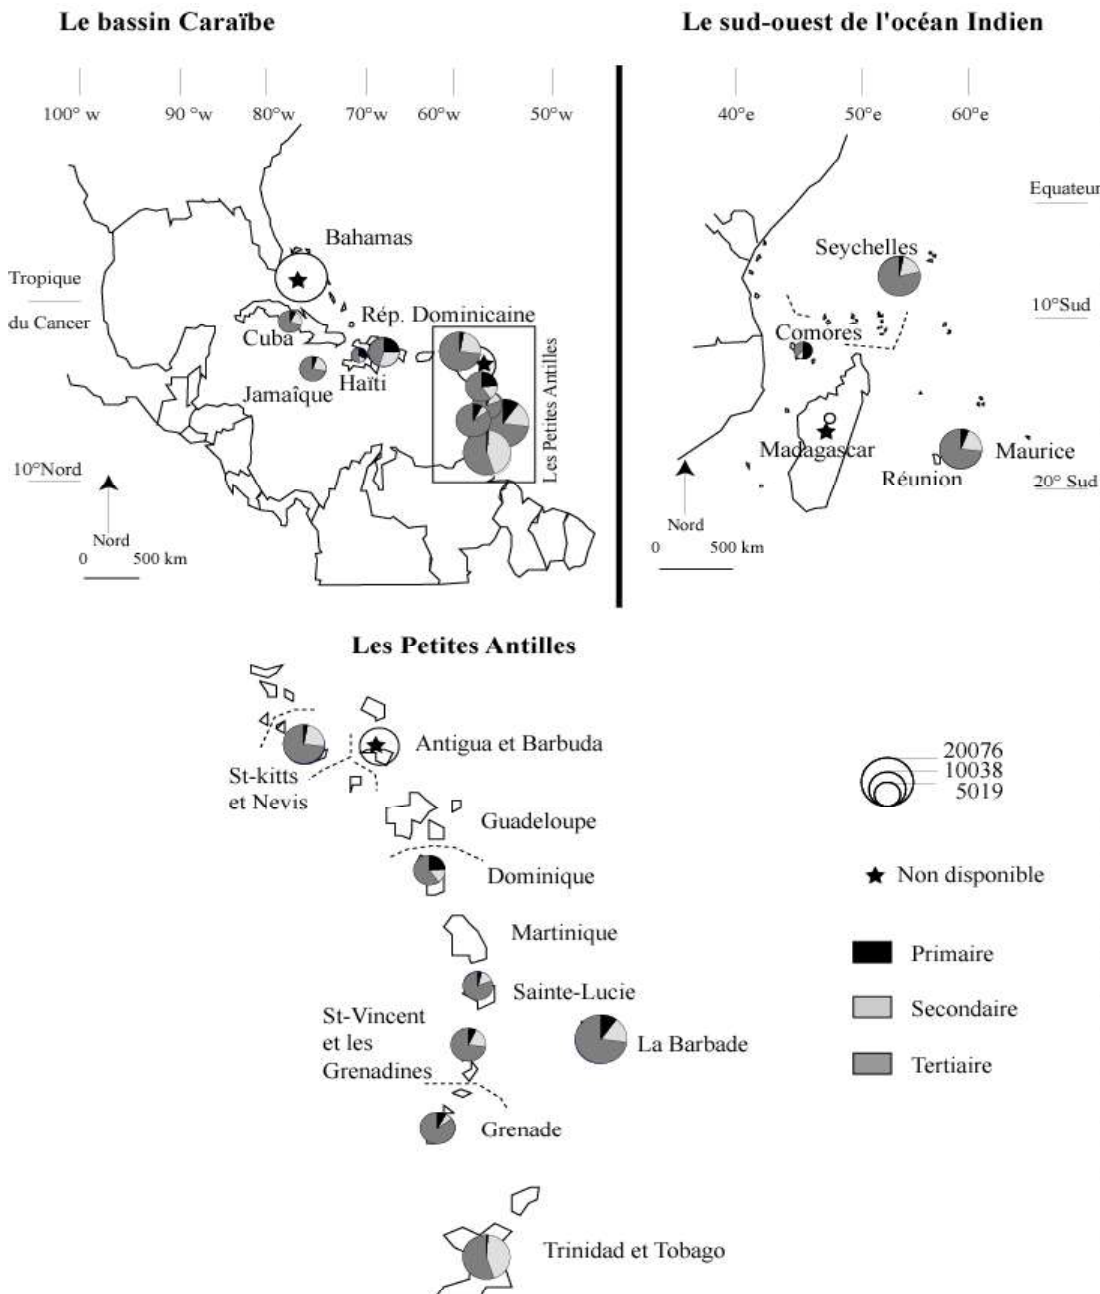 Le bassin Caraïbe
Le sud-ouest de l'océan Indien
100° w
90 °w
80°w
70°w
60°w
50°w
40°e
50°e
60°e
Equateur
Bahamas
Seychelles
Tropique
du Cancer
10°Sud
Rép. Dominicaine
Cuba
Comores
Haïti
Jamaîque
Les Petites Antilles
10°Nord
Madagascar
Maurice
Réunion
20° Sud
Nord
0 500 km
Nord
0 500 km
Les Petites Antilles
Antigua et Barbuda
St-kitts
et Nevis
20076
10038
5019
Guadeloupe
Dominique
Non disponible
Martinique
Primaire
Sainte-Lucie
Secondaire
St-Vincent
et les
Grenadines
La Barbade
Tertiaire
Grenade
Trinidad et Tobago